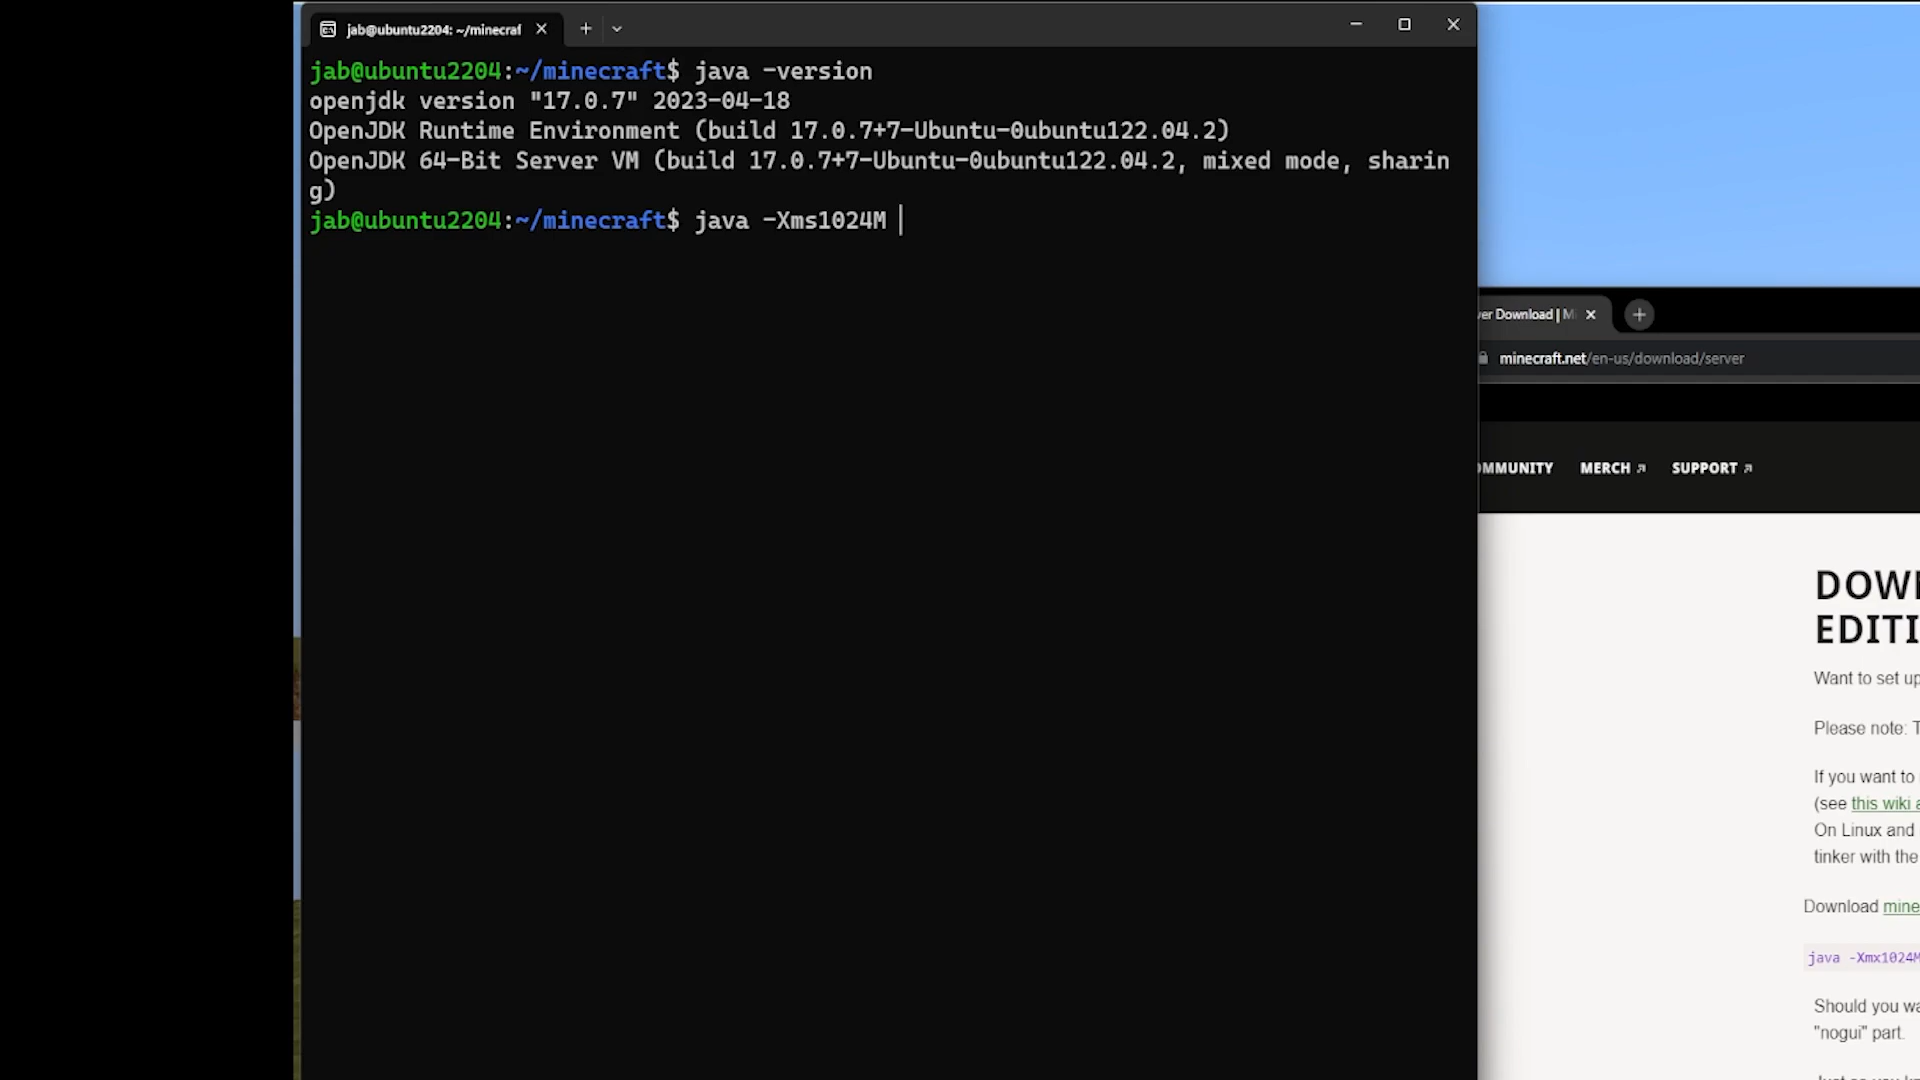 jab@ubuntu2204: ~/minecraf
jab@ubuntu2204:~/minecraft$ java -version
openjdk version "17.0.7" 2023-04-18
OpenJDK Runtime Environment (build 17.0.7+7-Ubuntu-0ubuntu122.04.2)
OpenJDK 64-Bit Server VM (build 17.0.7+7-Ubuntu-0ubuntu122.04.2, mixed mode, sharin
g)
jab@ubuntu2204:~/minecraft$ java -Xms1024M
ver Download | M
minecraft.net/en-us/download/server
OMMUNITY MERCH SUPPORT
DOW
EDITI
Want to set up
Please note: T
If you want to
(see this wiki a
On Linux and
tinker with the
Download mine
java -Xmx1024M
Should you wa
"nogui" part.